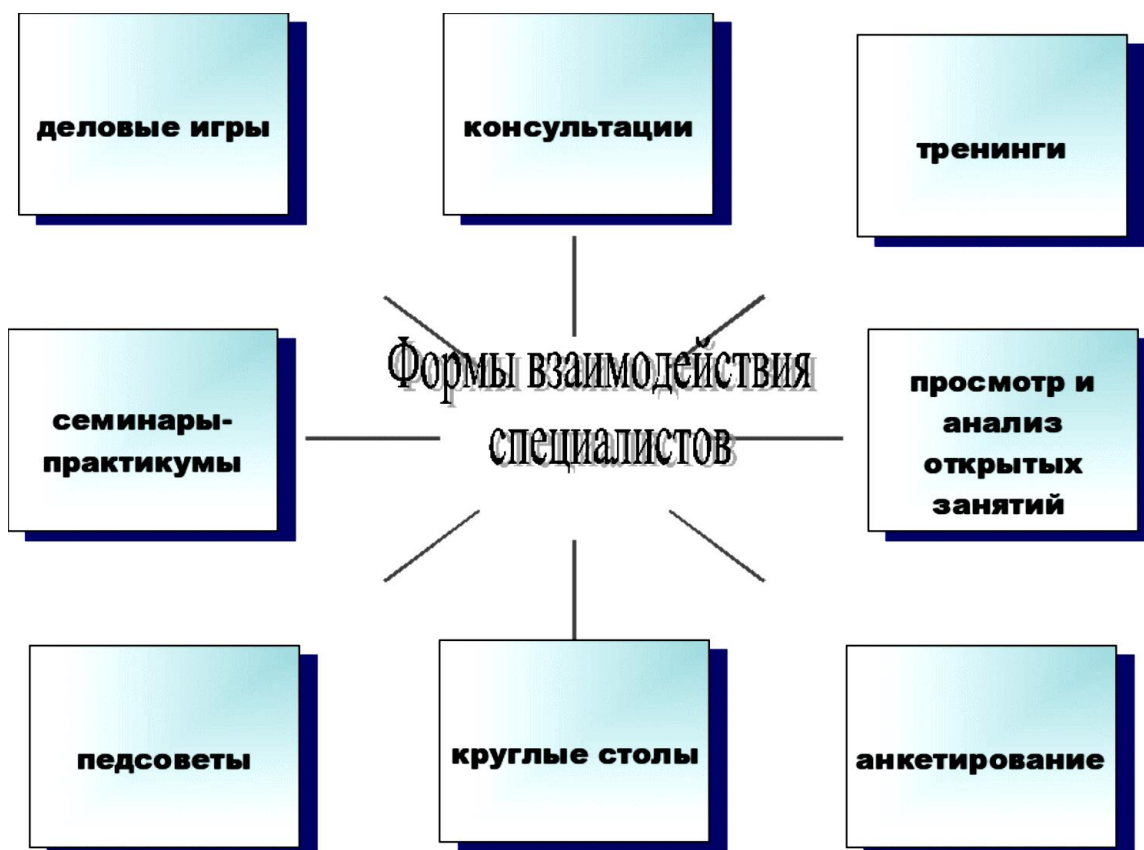 деловые игры
консультации
тренинги
Формы взаимодействия
специалистов
семинары-
практикумы
просмотр и
анализ
открытых
занятий
педсоветы
круглые столы
анкетирование